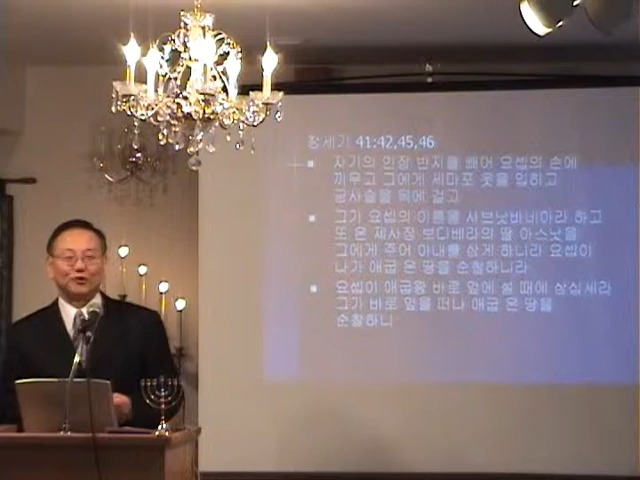 창세기 41:42,45,46
▪ 자기의 인장 반지를 빼어 요셉의 손에
끼우고 그에게 세마포 옷을 입하고
금사슬을 목에 걸고
▪ 그가 요셉의 이름을 사브낫바네아라 하고
또 온 제사장 보디베라의 딸 아스낫을
그에게 주어 아내를 삼게 하니라 요셉이
나가 애굽 온 땅을 순찰하니라
▪ 요셉이 애굽왕 바로 앞에 설 때에 삼십세라
그가 바로 앞을 떠나 애굽 온 땅을
순찰하니